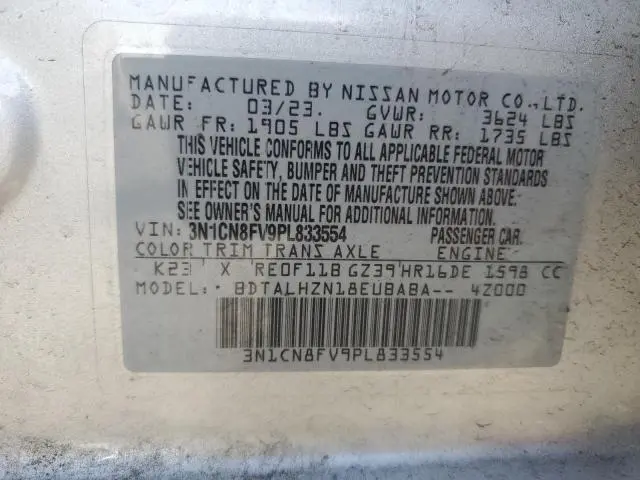 MANUFACTURED BY NISSAN MOTOR CO.,LTD.
DATE: 03/23. GVWR: 3624 LBS
GAWR FR: 1905 LBS GAWR RR: 1735 LBS
THIS VEHICLE CONFORMS TO ALL APPLICABLE FEDERAL MOTOR
VEHICLE SAFETY, BUMPER AND THEFT PREVENTION STANDARDS
IN EFFECT ON THE DATE OF MANUFACTURE SHOWN ABOVE.
SEE OWNER'S MANUAL FOR ADDITIONAL INFORMATION.
VIN: 3N1CN8FV9PL833554 PASSENGER CAR.
COLOR TRIM TRANS AXLE ENGINE
K23 X RE0F11B GZ39 HR16DE 1598 CC
MODEL: BDTALHZN18EUBABA-- 4Z000
3N1CN8FV9PL833554